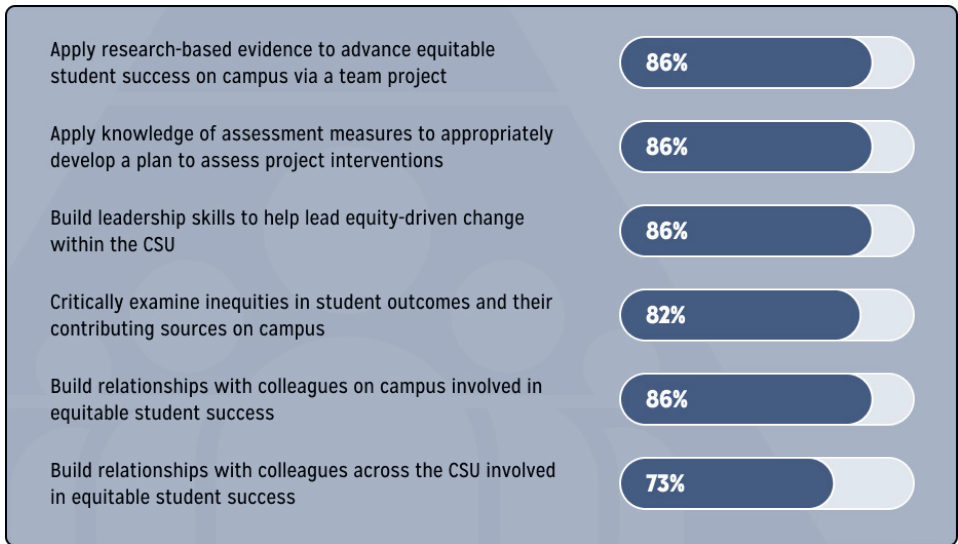 Apply research-based evidence to advance equitable
student success on campus via a team project
86%
Apply knowledge of assessment measures to appropriately
develop a plan to assess project interventions
86%
Build leadership skills to help lead equity-driven change
within the CSU
86%
Critically examine inequities in student outcomes and their
contributing sources on campus
82%
Build relationships with colleagues on campus involved in
equitable student success
86%
Build relationships with colleagues across the CSU involved
in equitable student success
73%